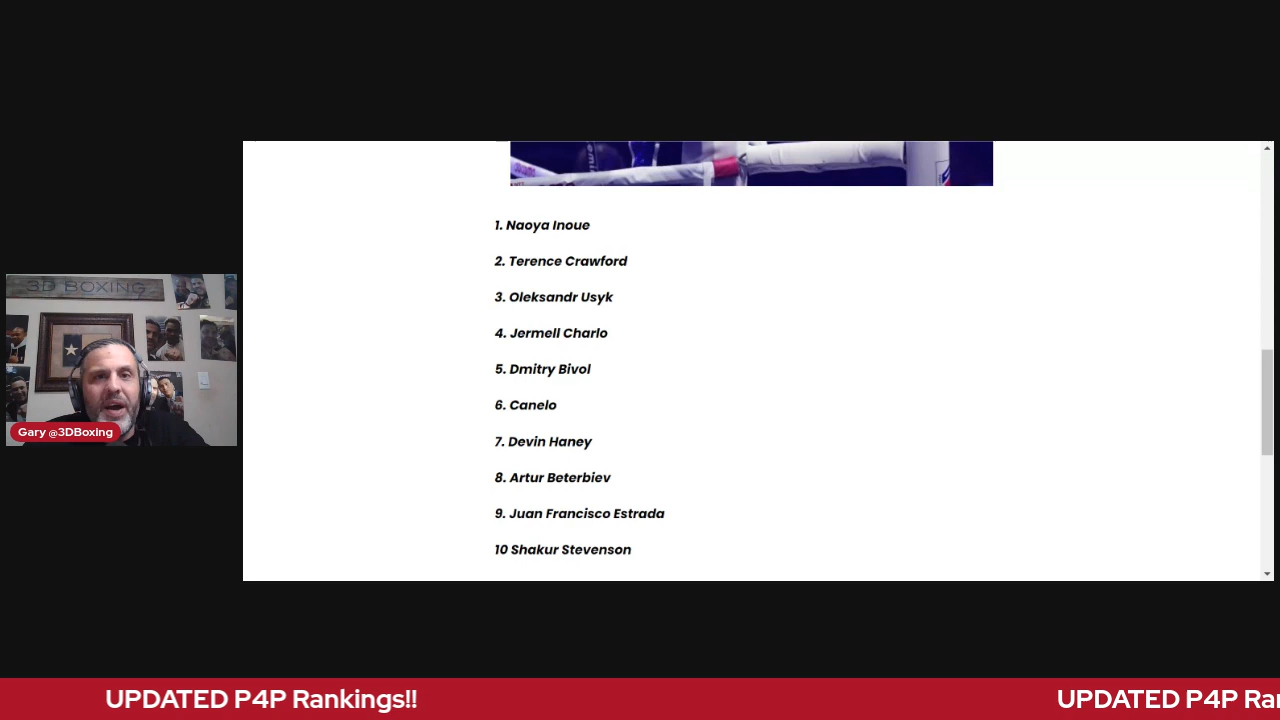 3D BOXING
Gary @3DBoxing
1. Naoya Inoue
2. Terence Crawford
3. Oleksandr Usyk
4. Jermell Charlo
5. Dmitry Bivol
6. Canelo
7. Devin Haney
8. Artur Beterbiev
9. Juan Francisco Estrada
10 Shakur Stevenson
UPDATED P4P Rankings!!
UPDATED P4P Ran